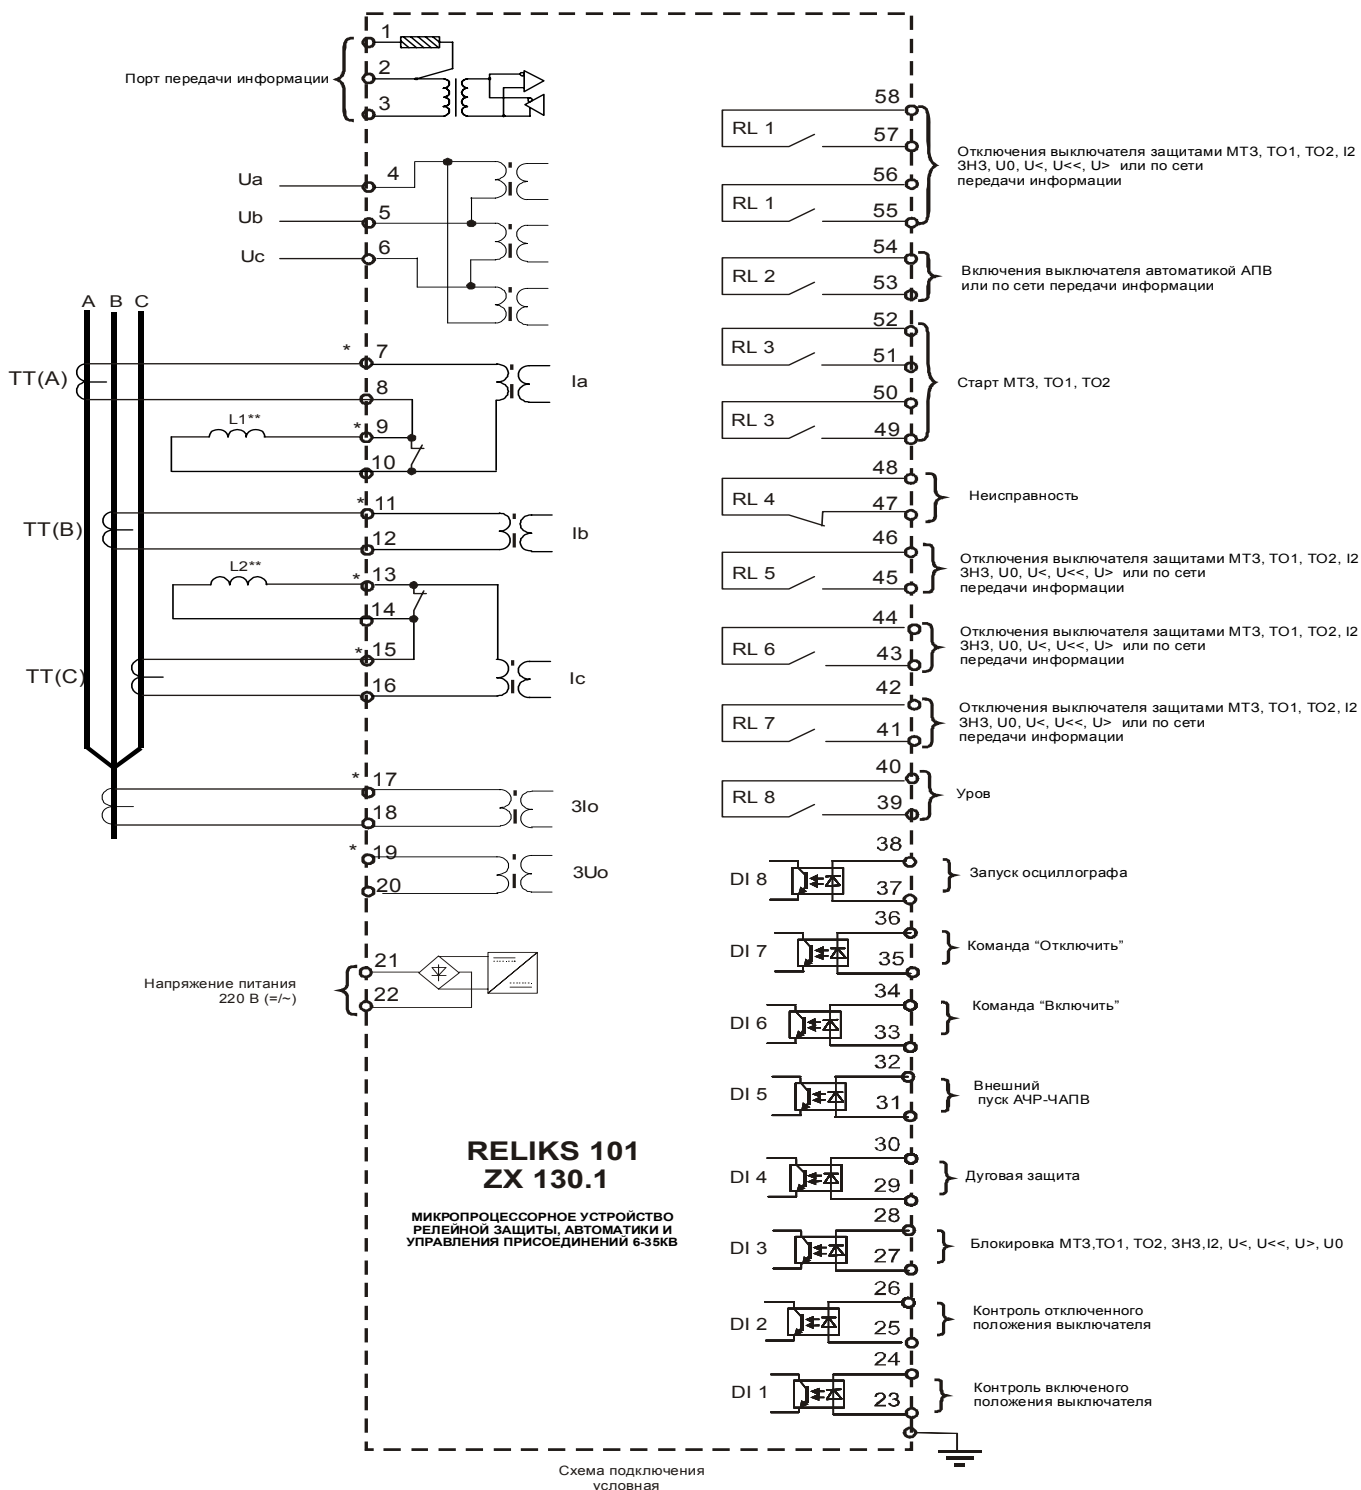 1
Порт передачи информации
2
3
Ua
4
Ub
5
Uc
6
A B C
TT(A)
* 7
8
Ia
L1**
* 9
10
TT(B)
* 11
12
Ib
L2**
* 13
14
TT(C)
* 15
16
Ic
* 17
18
3Io
* 19
20
3Uo
Напряжение питания
220 В (=/~)
21
22
RELIKS 101
ZX 130.1
МИКРОПРОЦЕССОРНОЕ УСТРОЙСТВО
РЕЛЕЙНОЙ ЗАЩИТЫ, АВТОМАТИКИ И
УПРАВЛЕНИЯ ПРИСОЕДИНЕНИЙ 6-35КВ
58
RL 1
57
56
RL 1
55
Отключения выключателя защитами МТЗ, ТО1, ТО2, I2
ЗНЗ, U0, U<, U<<, U> или по сети
передачи информации
54
RL 2
53
Включения выключателя автоматикой АПВ
или по сети передачи информации
52
RL 3
51
50
RL 3
49
Старт МТЗ, ТО1, ТО2
48
RL 4
47
Неисправность
46
RL 5
45
Отключения выключателя защитами МТЗ, ТО1, ТО2, I2
ЗНЗ, U0, U<, U<<, U> или по сети
передачи информации
44
RL 6
43
Отключения выключателя защитами МТЗ, ТО1, ТО2, I2
ЗНЗ, U0, U<, U<<, U> или по сети
передачи информации
42
RL 7
41
Отключения выключателя защитами МТЗ, ТО1, ТО2, I2
ЗНЗ, U0, U<, U<<, U> или по сети
передачи информации
40
RL 8
39
Уров
38
DI 8
37
Запуск осциллографа
36
DI 7
35
Команда “Отключить”
34
DI 6
33
Команда “Включить”
32
DI 5
31
Внешний
пуск АЧР-ЧАПВ
30
DI 4
29
Дуговая защита
28
DI 3
27
Блокировка МТЗ,ТО1, ТО2, ЗНЗ,I2, U<, U<<, U>, U0
26
DI 2
25
Контроль отключенного
положения выключателя
24
DI 1
23
Контроль включеного
положения выключателя
Схема подключения
условная